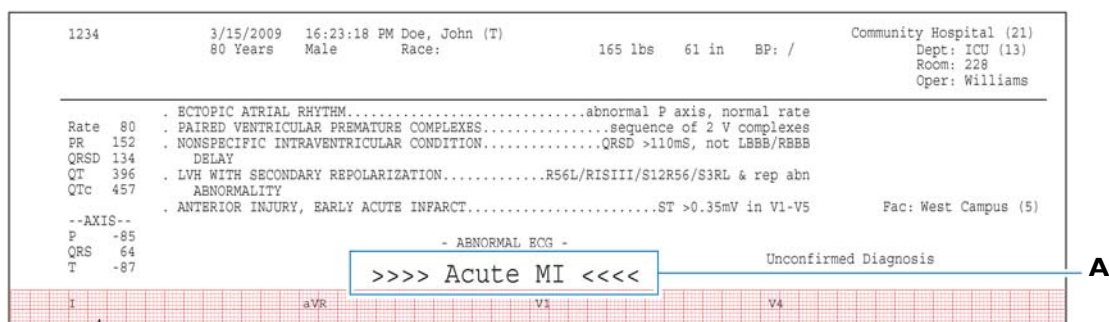 1234 3/15/2009 16:23:18 PM Doe, John (T) Community Hospital (21)
80 Years Male Race: 165 lbs 61 in BP: / Dept: ICU (13)
Room: 228
Oper: Williams
. ECTOPIC ATRIAL RHYTHM..............................abnormal P axis, normal rate
Rate 80 . PAIRED VENTRICULAR PREMATURE COMPLEXES................sequence of 2 V complexes
PR 152 . NONSPECIFIC INTRAVENTRICULAR CONDITION...............QRSD >110mS, not LBBB/RBBB
QRSD 134 DELAY
QT 396 . LVH WITH SECONDARY REPOLARIZATION.............R56L/RISIII/S12R56/S3RL & rep abn
QTc 457 ABNORMALITY
. ANTERIOR INJURY, EARLY ACUTE INFARCT........................ST >0.35mV in V1-V5 Fac: West Campus (5)
--AXIS--
P -85 - ABNORMAL ECG -
QRS 64 Unconfirmed Diagnosis
T -87 >>>> Acute MI <<<< A
I aVR V1 V4